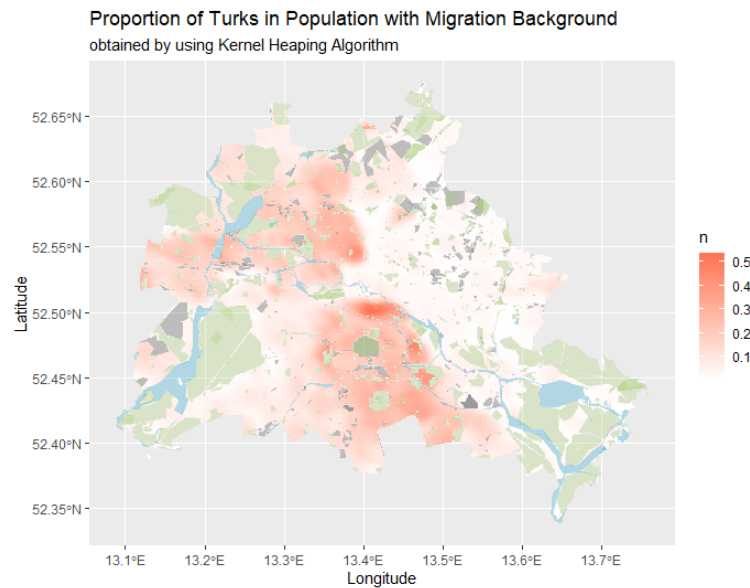 Proportion of Turks in Population with Migration Background
obtained by using Kernel Heaping Algorithm
52.65°N
52.60°N
52.55°N
52.50°N
52.45°N
52.40°N
52.35°N
Latitude
13.1°E 13.2°E 13.3°E 13.4°E 13.5°E 13.6°E 13.7°E
Longitude
n
0.5
0.4
0.3
0.2
0.1